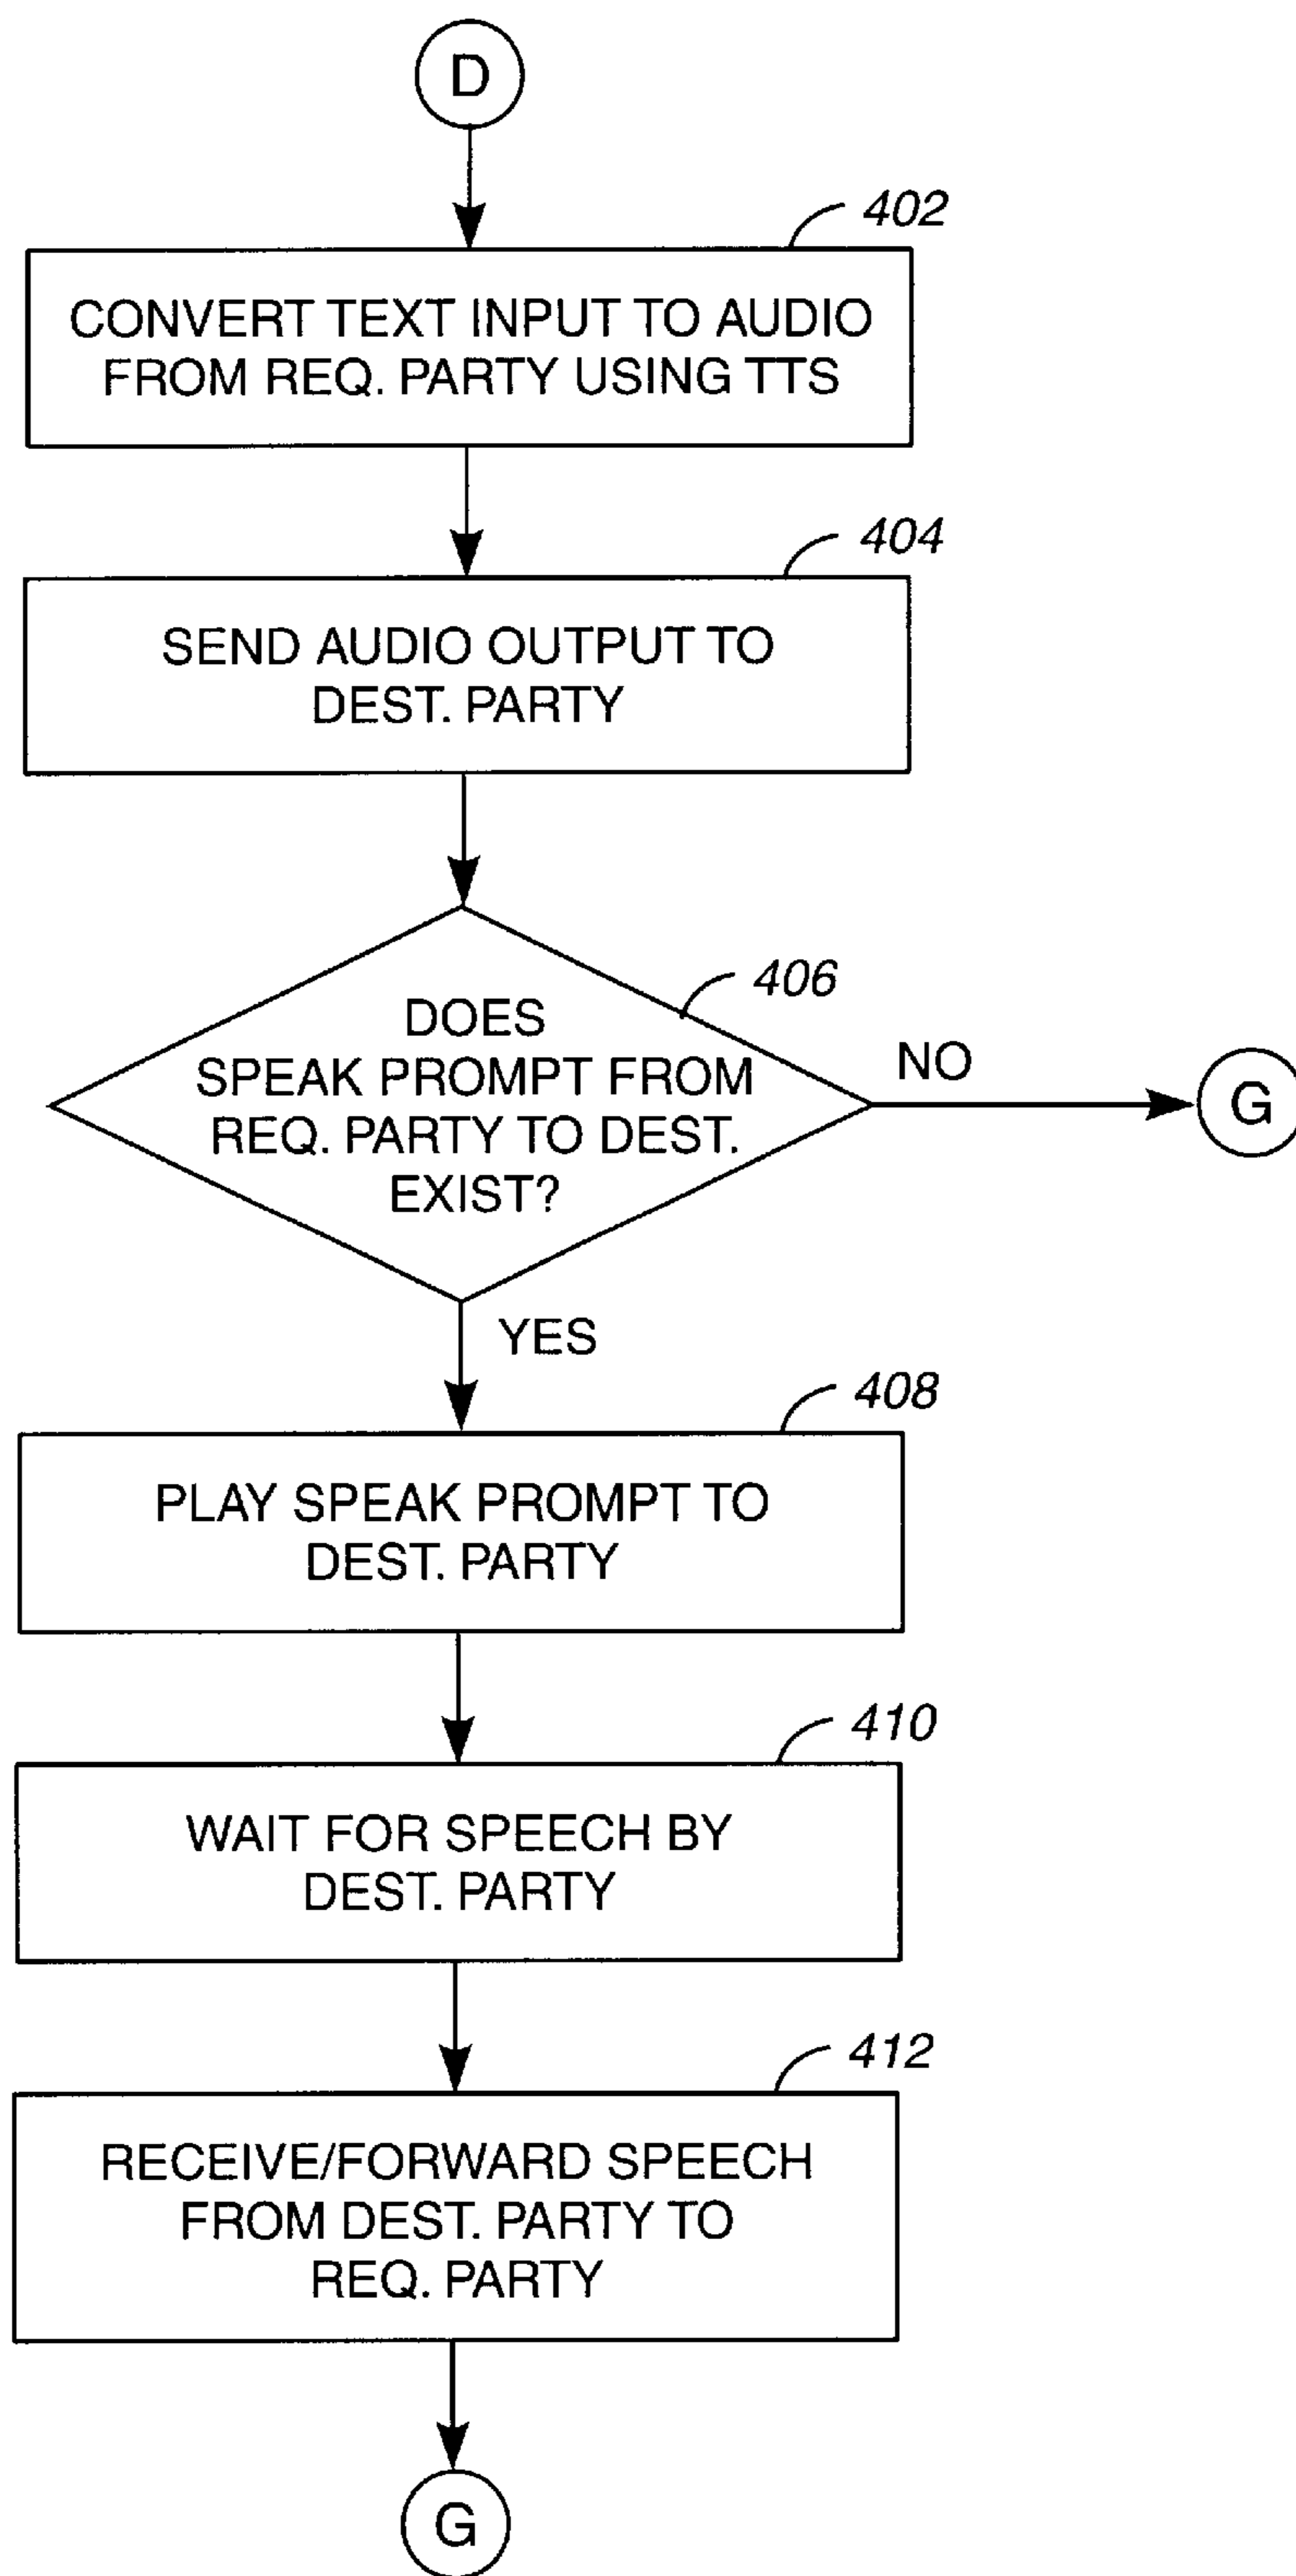 D
402
CONVERT TEXT INPUT TO AUDIO
FROM REQ. PARTY USING TTS
404
SEND AUDIO OUTPUT TO
DEST. PARTY
406
DOES
SPEAK PROMPT FROM
REQ. PARTY TO DEST.
EXIST?
NO
G
YES
408
PLAY SPEAK PROMPT TO
DEST. PARTY
410
WAIT FOR SPEECH BY
DEST. PARTY
412
RECEIVE/FORWARD SPEECH
FROM DEST. PARTY TO
REQ. PARTY
G